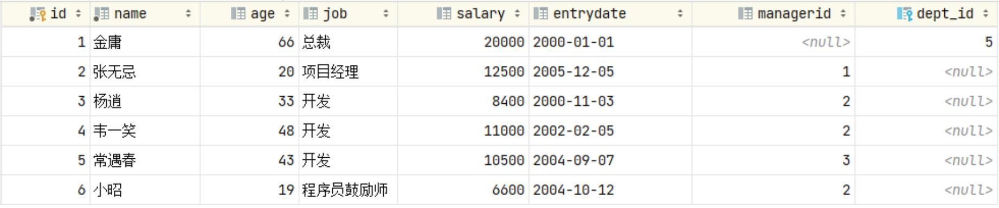 id name age job salary entrydate managerid dept_id
1 金庸 66 总裁 20000 2000-01-01 <null> 5
2 张无忌 20 项目经理 12500 2005-12-05 1 <null>
3 杨逍 33 开发 8400 2000-11-03 2 <null>
4 韦一笑 48 开发 11000 2002-02-05 2 <null>
5 常遇春 43 开发 10500 2004-09-07 3 <null>
6 小昭 19 程序员鼓励师 6600 2004-10-12 2 <null>